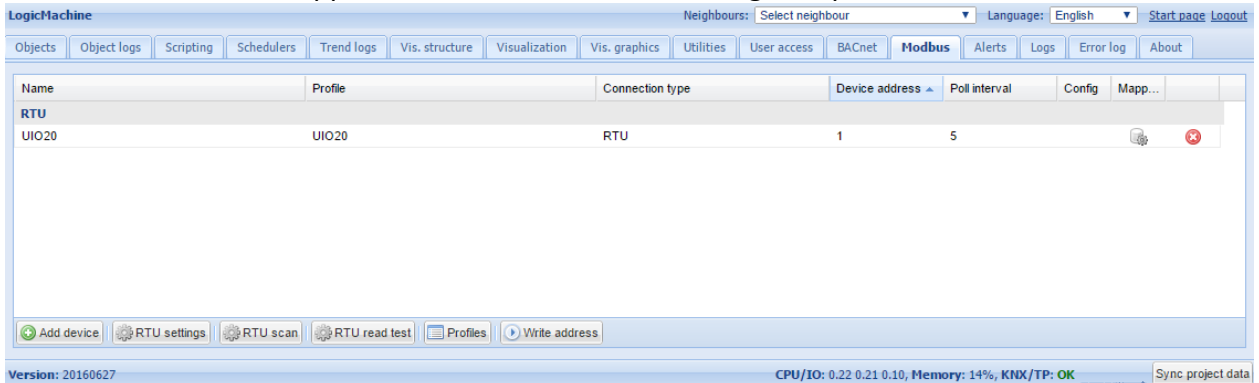 LogicMachine Neighbours: Select neighbour Language: English Start page Logout
Objects Object logs Scripting Schedulers Trend logs Vis. structure Visualization Vis. graphics Utilities User access BACnet Modbus Alerts Logs Error log About
Name Profile Connection type Device address Poll interval Config Mapp...
RTU
UIO20 UIO20 RTU 1 5
Add device RTU settings RTU scan RTU read test Profiles Write address
Version: 20160627 CPU/IO: 0.22 0.21 0.10, Memory: 14%, KNX/TP: OK Sync project data